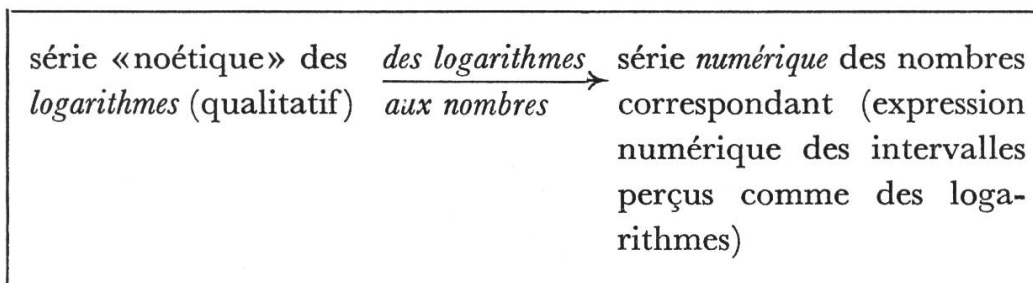 série «noétique» des des logarithmes série numérique des nombres
logarithmes (qualitatif) aux nombres correspondant (expression
numérique des intervalles
perçus comme des loga-
rithmes)